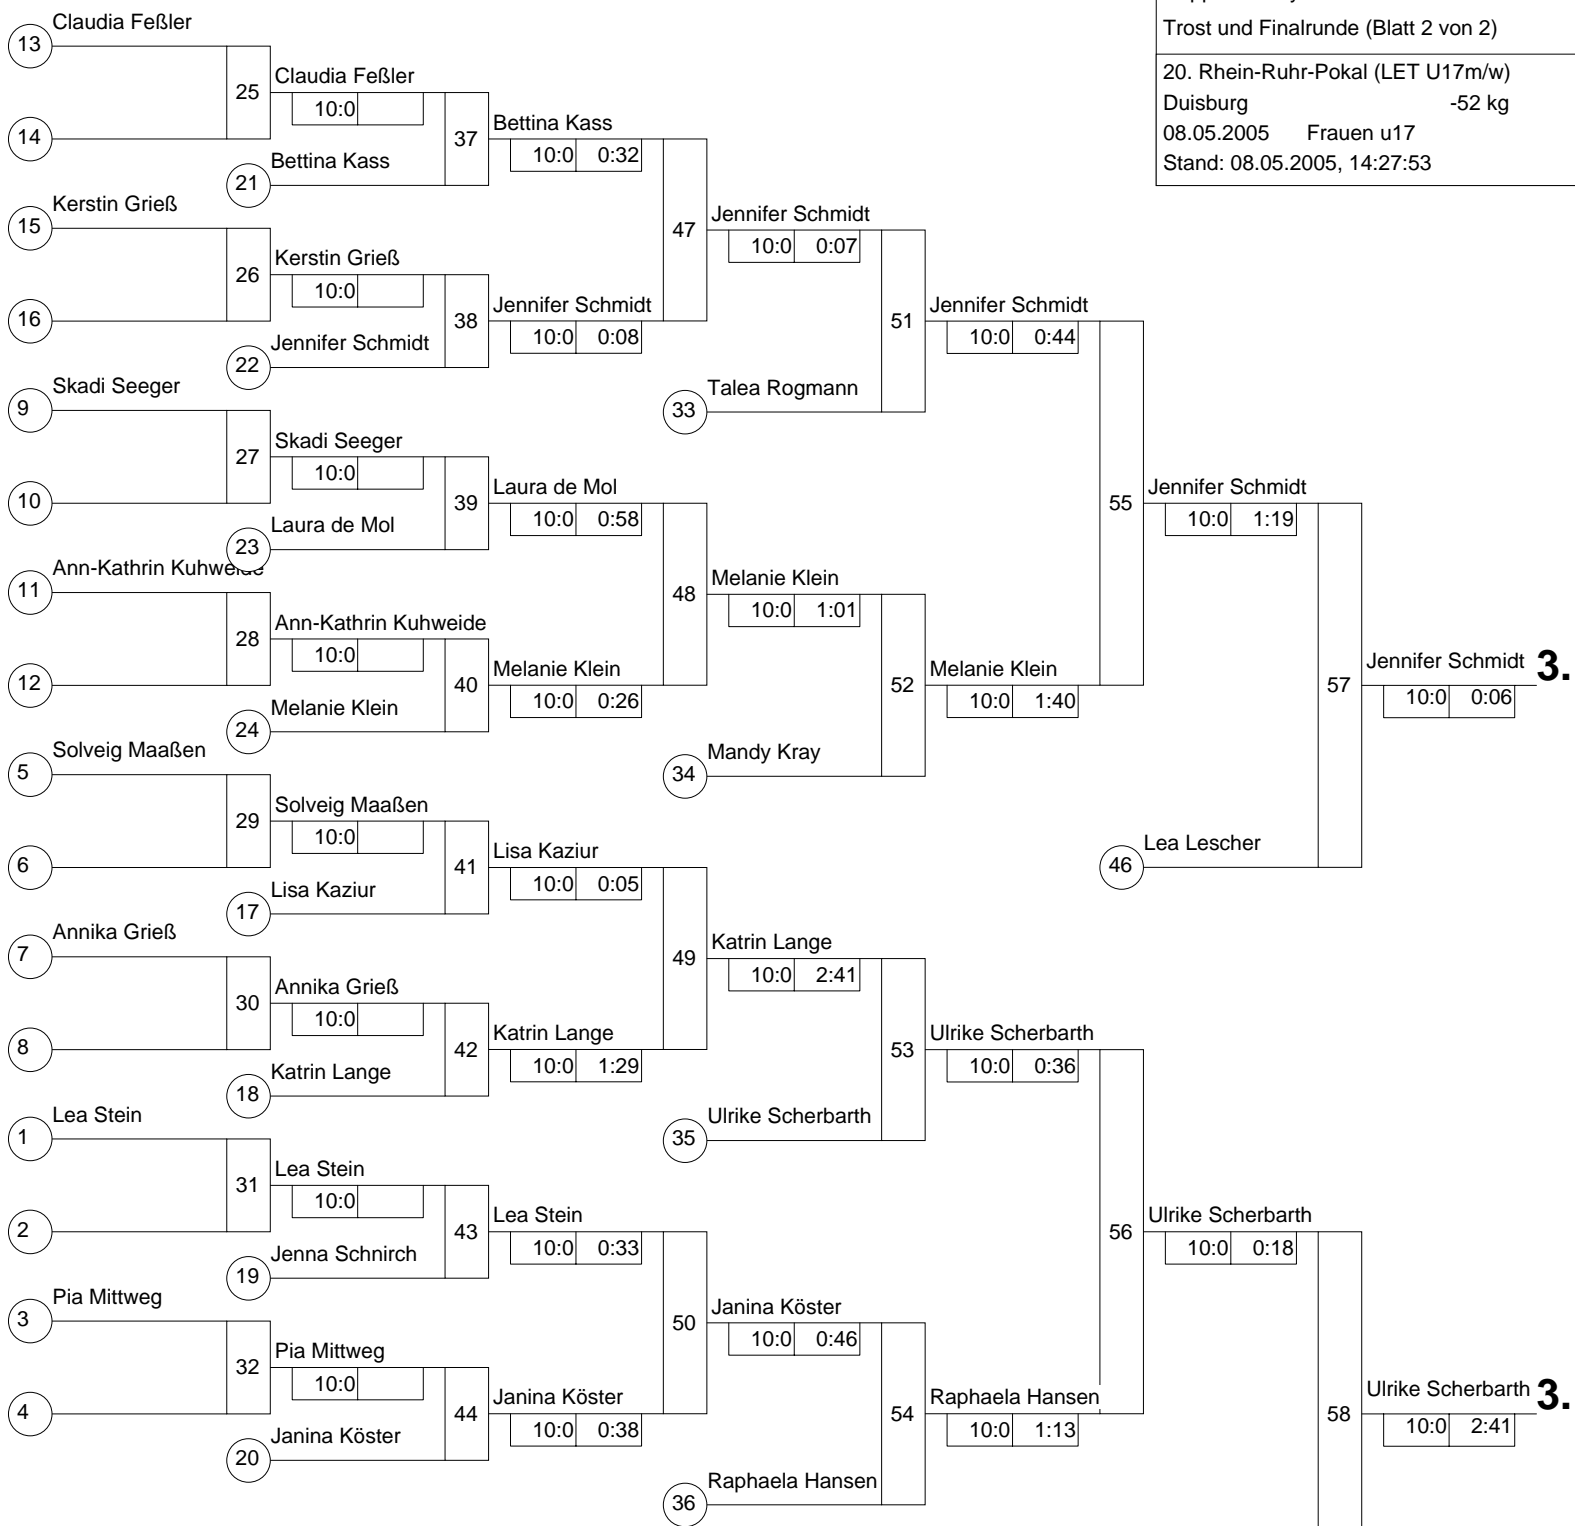 Trost und Finalrunde (Blatt 2 von 2)
20. Rhein-Ruhr-Pokal (LET U17m/w)
Duisburg -52 kg
08.05.2005 Frauen u17
Stand: 08.05.2005, 14:27:53
Claudia Feßler
13
25
Claudia Feßler
10:0
14
37
Bettina Kass
10:0 0:32
Bettina Kass
21
Kerstin Grieß
15
47
Jennifer Schmidt
10:0 0:07
26
Kerstin Grieß
10:0
16
38
Jennifer Schmidt
10:0 0:08
51
Jennifer Schmidt
10:0 0:44
Jennifer Schmidt
22
Skadi Seeger
9
Talea Rogmann
33
27
Skadi Seeger
10:0
10
39
Laura de Mol
10:0 0:58
55
Jennifer Schmidt
10:0 1:19
Laura de Mol
23
Ann-Kathrin Kuhweide
11
48
Melanie Klein
10:0 1:01
28
Ann-Kathrin Kuhweide
10:0
12
40
Melanie Klein
10:0 0:26
52
Melanie Klein
10:0 1:40
57
Jennifer Schmidt 3.
10:0 0:06
Melanie Klein
24
Solveig Maaßen
5
Mandy Kray
34
29
Solveig Maaßen
10:0
6
41
Lisa Kaziur
10:0 0:05
Lea Lescher
46
Lisa Kaziur
17
Annika Grieß
7
49
Katrin Lange
10:0 2:41
30
Annika Grieß
10:0
8
42
Katrin Lange
10:0 1:29
53
Ulrike Scherbarth
10:0 0:36
Katrin Lange
18
Lea Stein
1
Ulrike Scherbarth
35
31
Lea Stein
10:0
2
43
Lea Stein
10:0 0:33
56
Ulrike Scherbarth
10:0 0:18
Jenna Schnirch
19
Pia Mittweg
3
50
Janina Köster
10:0 0:46
32
Pia Mittweg
10:0
4
44
Janina Köster
10:0 0:38
54
Raphaela Hansen
10:0 1:13
58
Ulrike Scherbarth 3.
10:0 2:41
Janina Köster
20
Raphaela Hansen
36